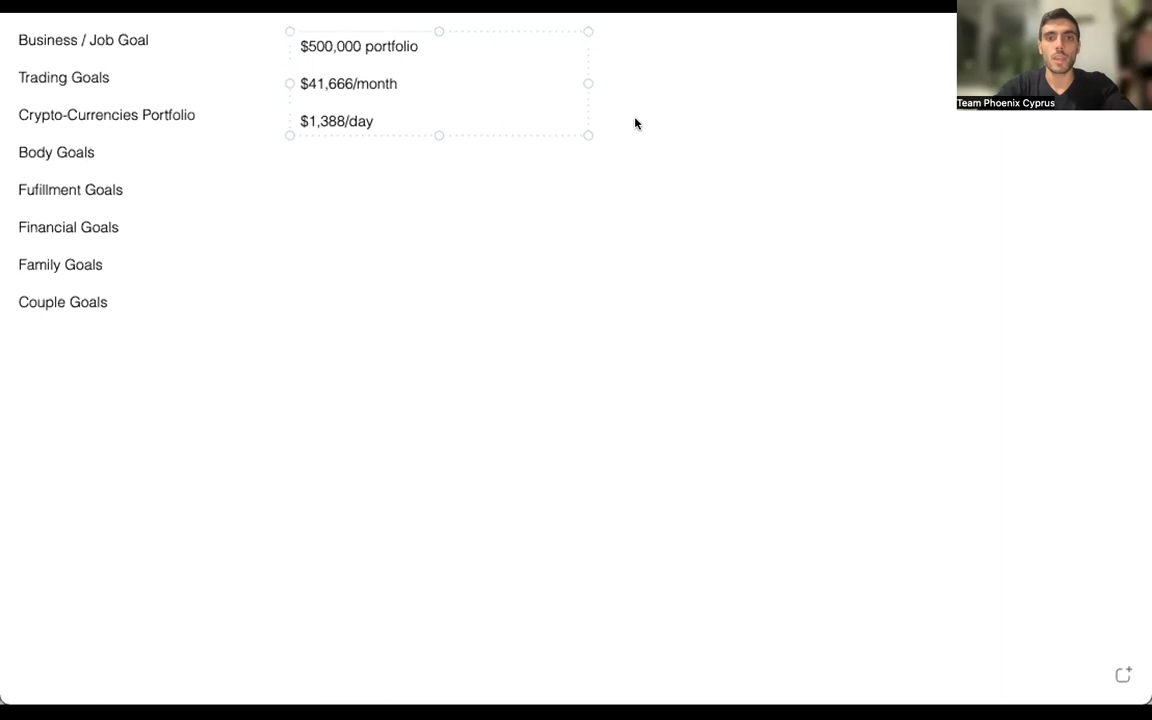 Business / Job Goal
Trading Goals
Crypto-Currencies Portfolio
Body Goals
Fufillment Goals
Financial Goals
Family Goals
Couple Goals
$500,000 portfolio
$41,666/month
$1,388/day
Team Phoenix Cyprus